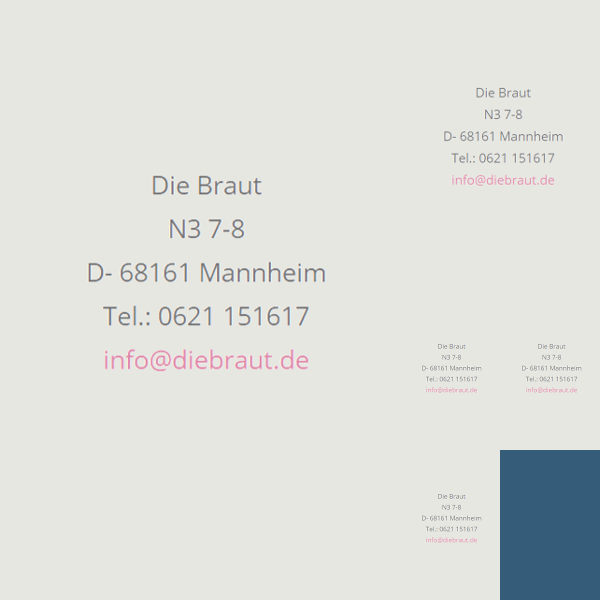 Die Braut
N3 7-8
D- 68161 Mannheim
Tel.: 0621 151617
info@diebraut.de
Die Braut
N3 7-8
D- 68161 Mannheim
Tel.: 0621 151617
info@diebraut.de
Die Braut
N3 7-8
D- 68161 Mannheim
Tel.: 0621 151617
info@diebraut.de
Die Braut
N3 7-8
D- 68161 Mannheim
Tel.: 0621 151617
info@diebraut.de
Die Braut
N3 7-8
D- 68161 Mannheim
Tel.: 0621 151617
info@diebraut.de